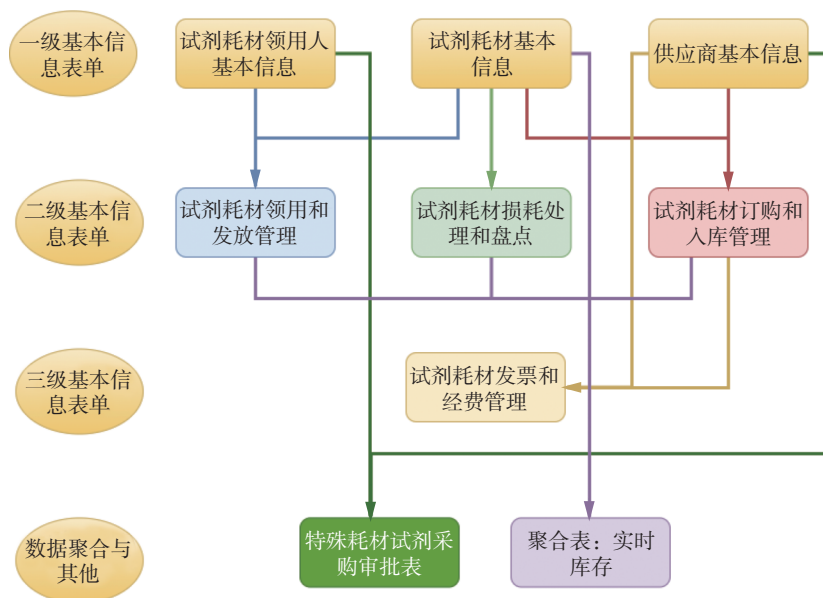 一级基本信
息表单
试剂耗材领用人
基本信息
试剂耗材基本
信息
供应商基本信息
二级基本信
息表单
试剂耗材领用和
发放管理
试剂耗材损耗处
理和盘点
试剂耗材订购和
入库管理
三级基本信
息表单
试剂耗材发票和
经费管理
数据聚合与
其他
特殊耗材试剂采
购审批表
聚合表：实时
库存